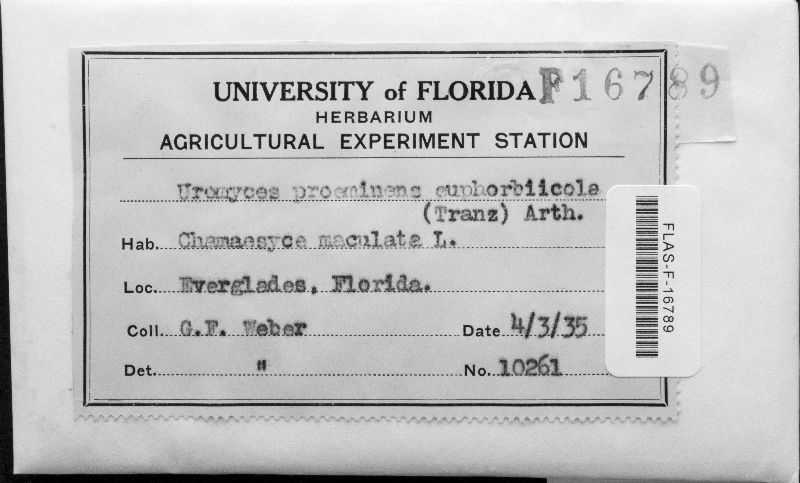 UNIVERSITY of FLORIDA F16789
HERBARIUM
AGRICULTURAL EXPERIMENT STATION
Uromyces proeminens euphorbiicola
(Tranz) Arth.
Hab. Chamaesyce maculata L.
Loc. Everglades, Florida.
Coll. G.F. Weber Date 4/3/35
Det. " No. 10261
FLAS-F-16789